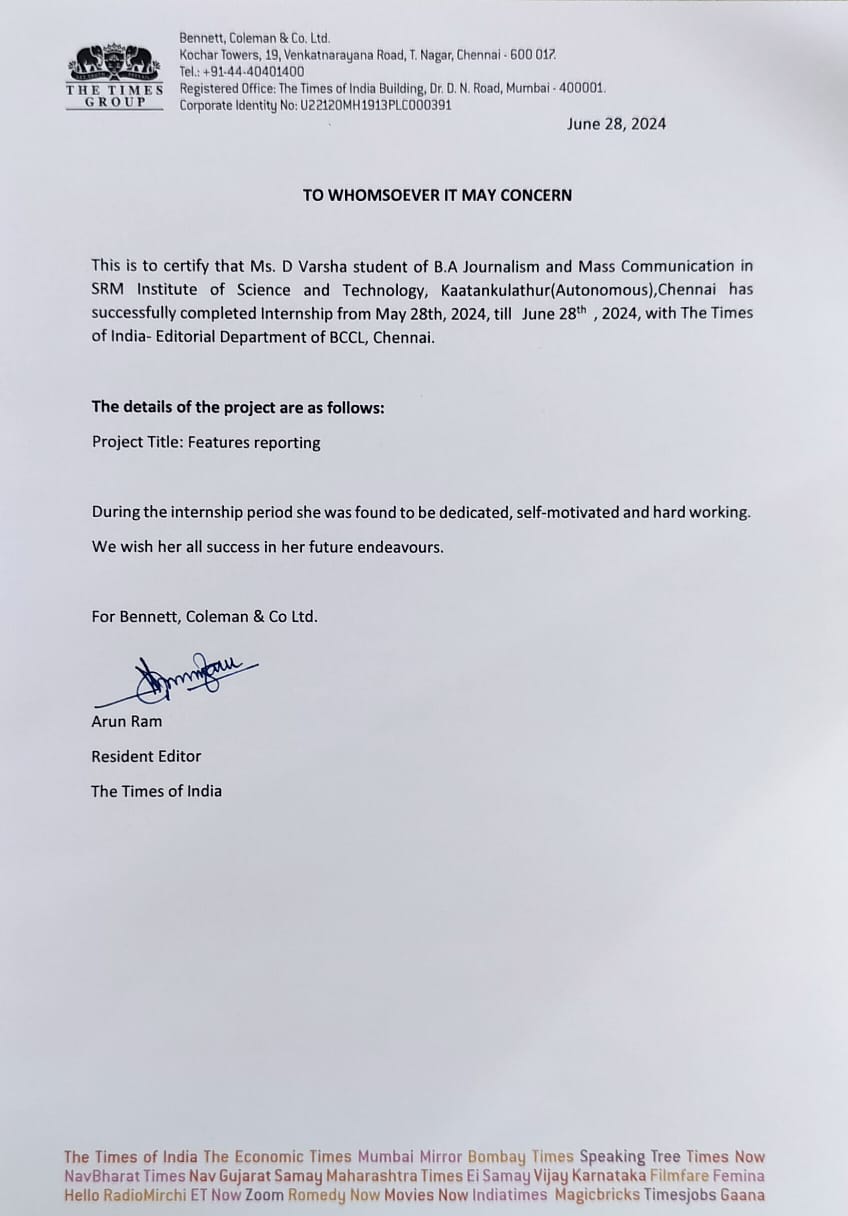 Bennett, Coleman & Co. Ltd.
Kochar Towers, 19, Venkatnarayana Road, T. Nagar, Chennai - 600 017.
Tel.: +91-44-40401400
THE TIMES GROUP
Registered Office: The Times of India Building, Dr. D. N. Road, Mumbai - 400001.
Corporate Identity No: U22120MH1913PLC000391
June 28, 2024
TO WHOMSOEVER IT MAY CONCERN
This is to certify that Ms. D Varsha student of B.A Journalism and Mass Communication in
SRM Institute of Science and Technology, Kaatankulathur(Autonomous),Chennai has
successfully completed Internship from May 28th, 2024, till June 28th , 2024, with The Times
of India- Editorial Department of BCCL, Chennai.
The details of the project are as follows:
Project Title: Features reporting
During the internship period she was found to be dedicated, self-motivated and hard working.
We wish her all success in her future endeavours.
For Bennett, Coleman & Co Ltd.
Arun Ram
Resident Editor
The Times of India
The Times of India The Economic Times Mumbai Mirror Bombay Times Speaking Tree Times Now
NavBharat Times Nav Gujarat Samay Maharashtra Times Ei Samay Vijay Karnataka Filmfare Femina
Hello RadioMirchi ET Now Zoom Romedy Now Movies Now Indiatimes Magicbricks Timesjobs Gaana